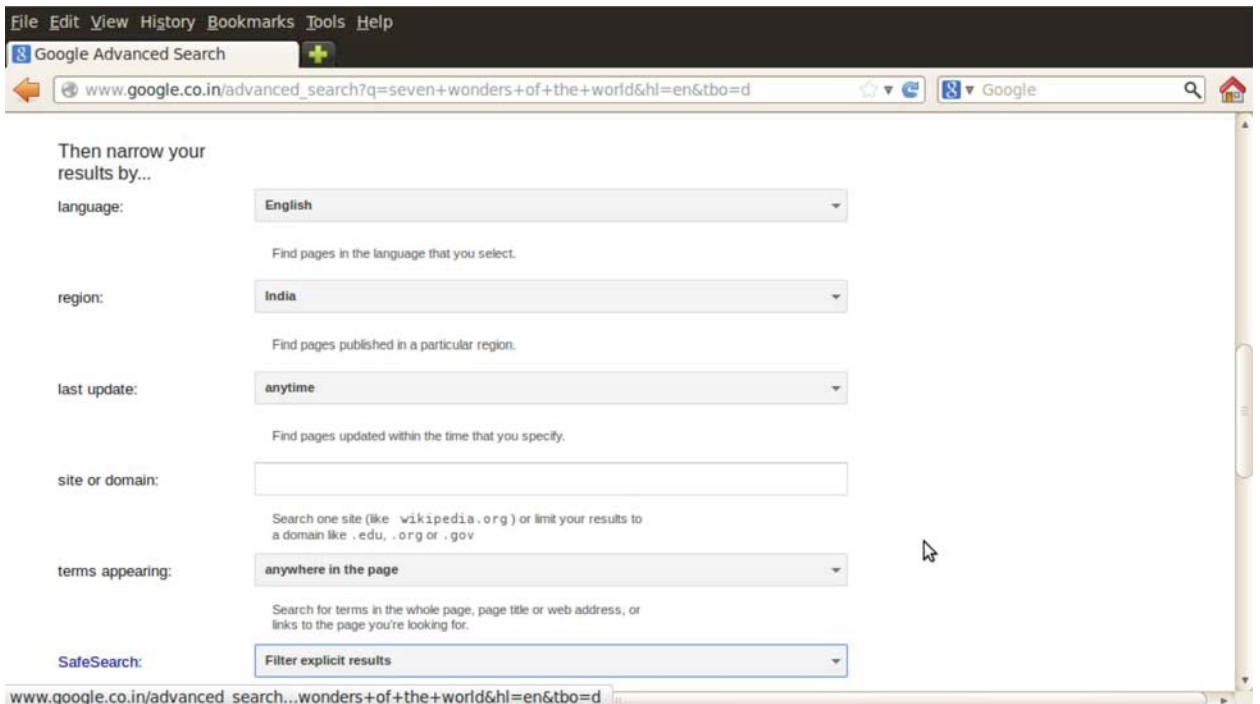 File Edit View History Bookmarks Tools Help
Google Advanced Search
www.google.co.in/advanced_search?q=seven+wonders+of+the+world&hl=en&tbo=d Google
Then narrow your
results by...
language: English
Find pages in the language that you select.
region: India
Find pages published in a particular region.
last update: anytime
Find pages updated within the time that you specify.
site or domain:
Search one site (like wikipedia.org) or limit your results to
a domain like .edu, .org or .gov
terms appearing: anywhere in the page
Search for terms in the whole page, page title or web address, or
links to the page you're looking for.
SafeSearch: Filter explicit results
www.google.co.in/advanced_search...wonders+of+the+world&hl=en&tbo=d